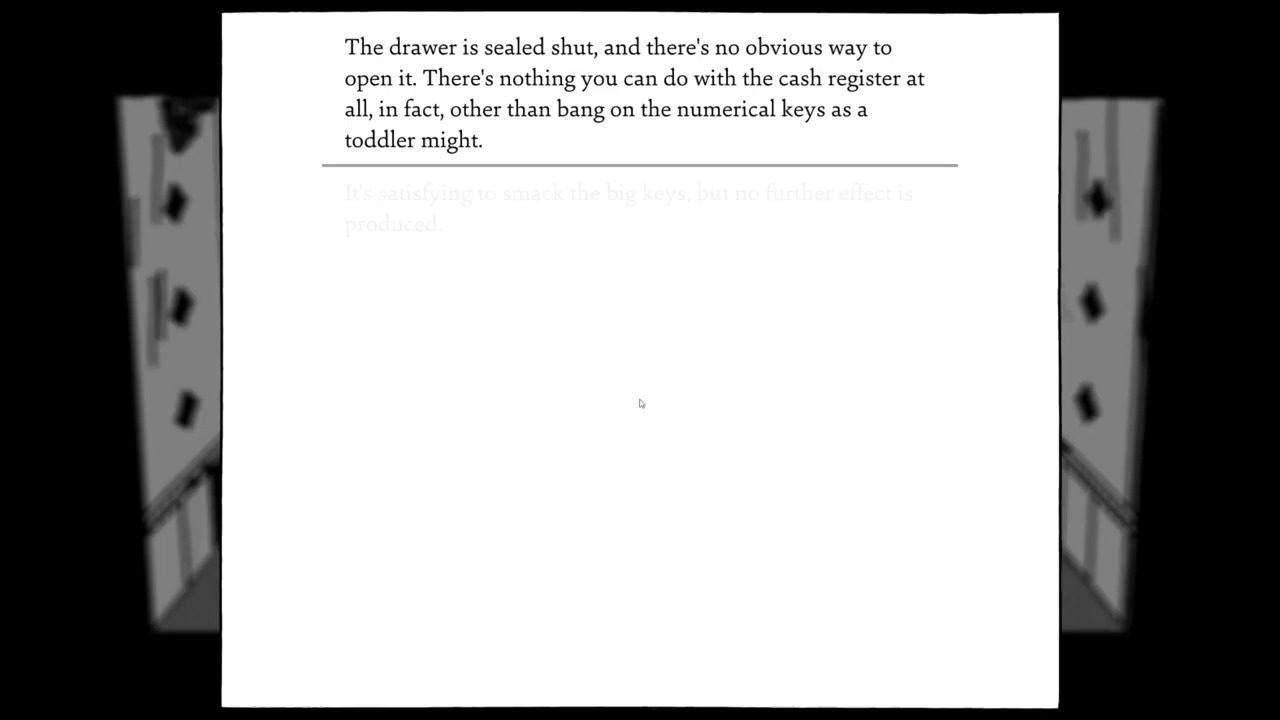 The drawer is sealed shut, and there's no obvious way to
open it. There's nothing you can do with the cash register at
all, in fact, other than bang on the numerical keys as a
toddler might.
It's satisfying to smack the big keys, but no further effect is
produced.